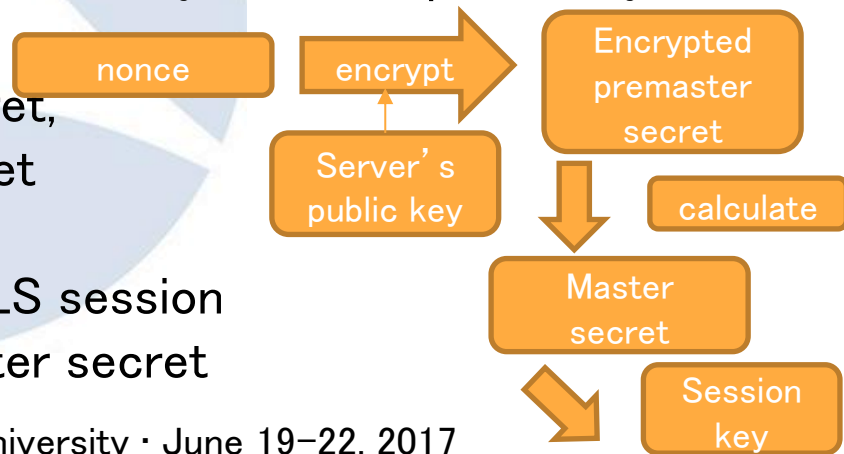 nonce
encrypt
Encrypted
premaster
secret
Server's
public key
calculate
Master
secret
Session
key
LS session
ter secret
June 19-22, 2017